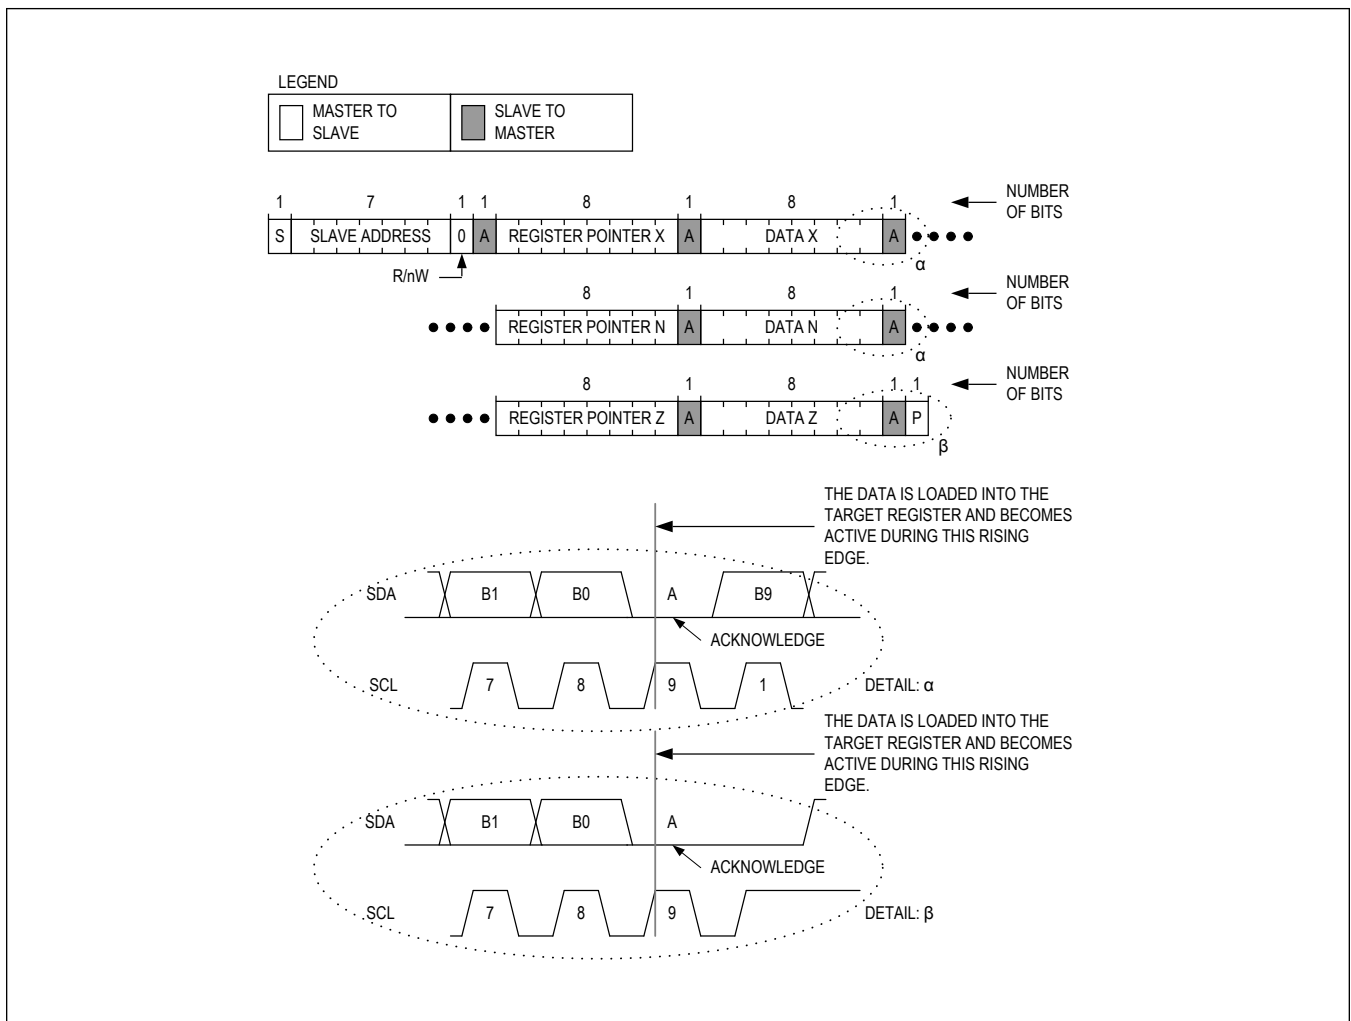 LEGEND
MASTER TO
SLAVE
SLAVE TO
MASTER
1 7 1 1 8 1 8 1
NUMBER
OF BITS
S SLAVE ADDRESS 0 A REGISTER POINTER X A DATA X A
α
R/nW
8 1 8 1
NUMBER
OF BITS
REGISTER POINTER N A DATA N A
α
8 1 8 1 1
NUMBER
OF BITS
REGISTER POINTER Z A DATA Z A P
β
THE DATA IS LOADED INTO THE
TARGET REGISTER AND BECOMES
ACTIVE DURING THIS RISING
EDGE.
SDA B1 B0 A B9
ACKNOWLEDGE
SCL 7 8 9 1 DETAIL: α
THE DATA IS LOADED INTO THE
TARGET REGISTER AND BECOMES
ACTIVE DURING THIS RISING
EDGE.
SDA B1 B0 A
ACKNOWLEDGE
SCL 7 8 9 DETAIL: β